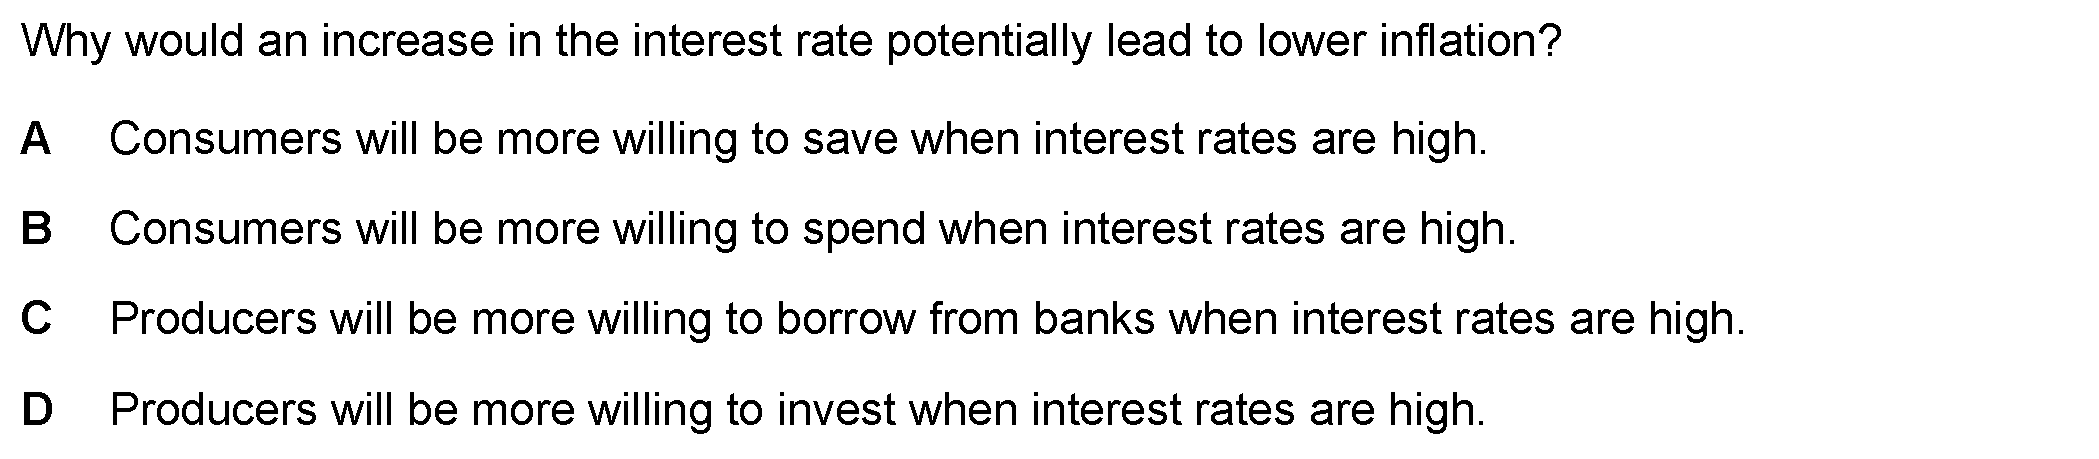 Why would an increase in the interest rate potentially lead to lower inflation?
A Consumers will be more willing to save when interest rates are high.
B Consumers will be more willing to spend when interest rates are high.
C Producers will be more willing to borrow from banks when interest rates are high.
D Producers will be more willing to invest when interest rates are high.